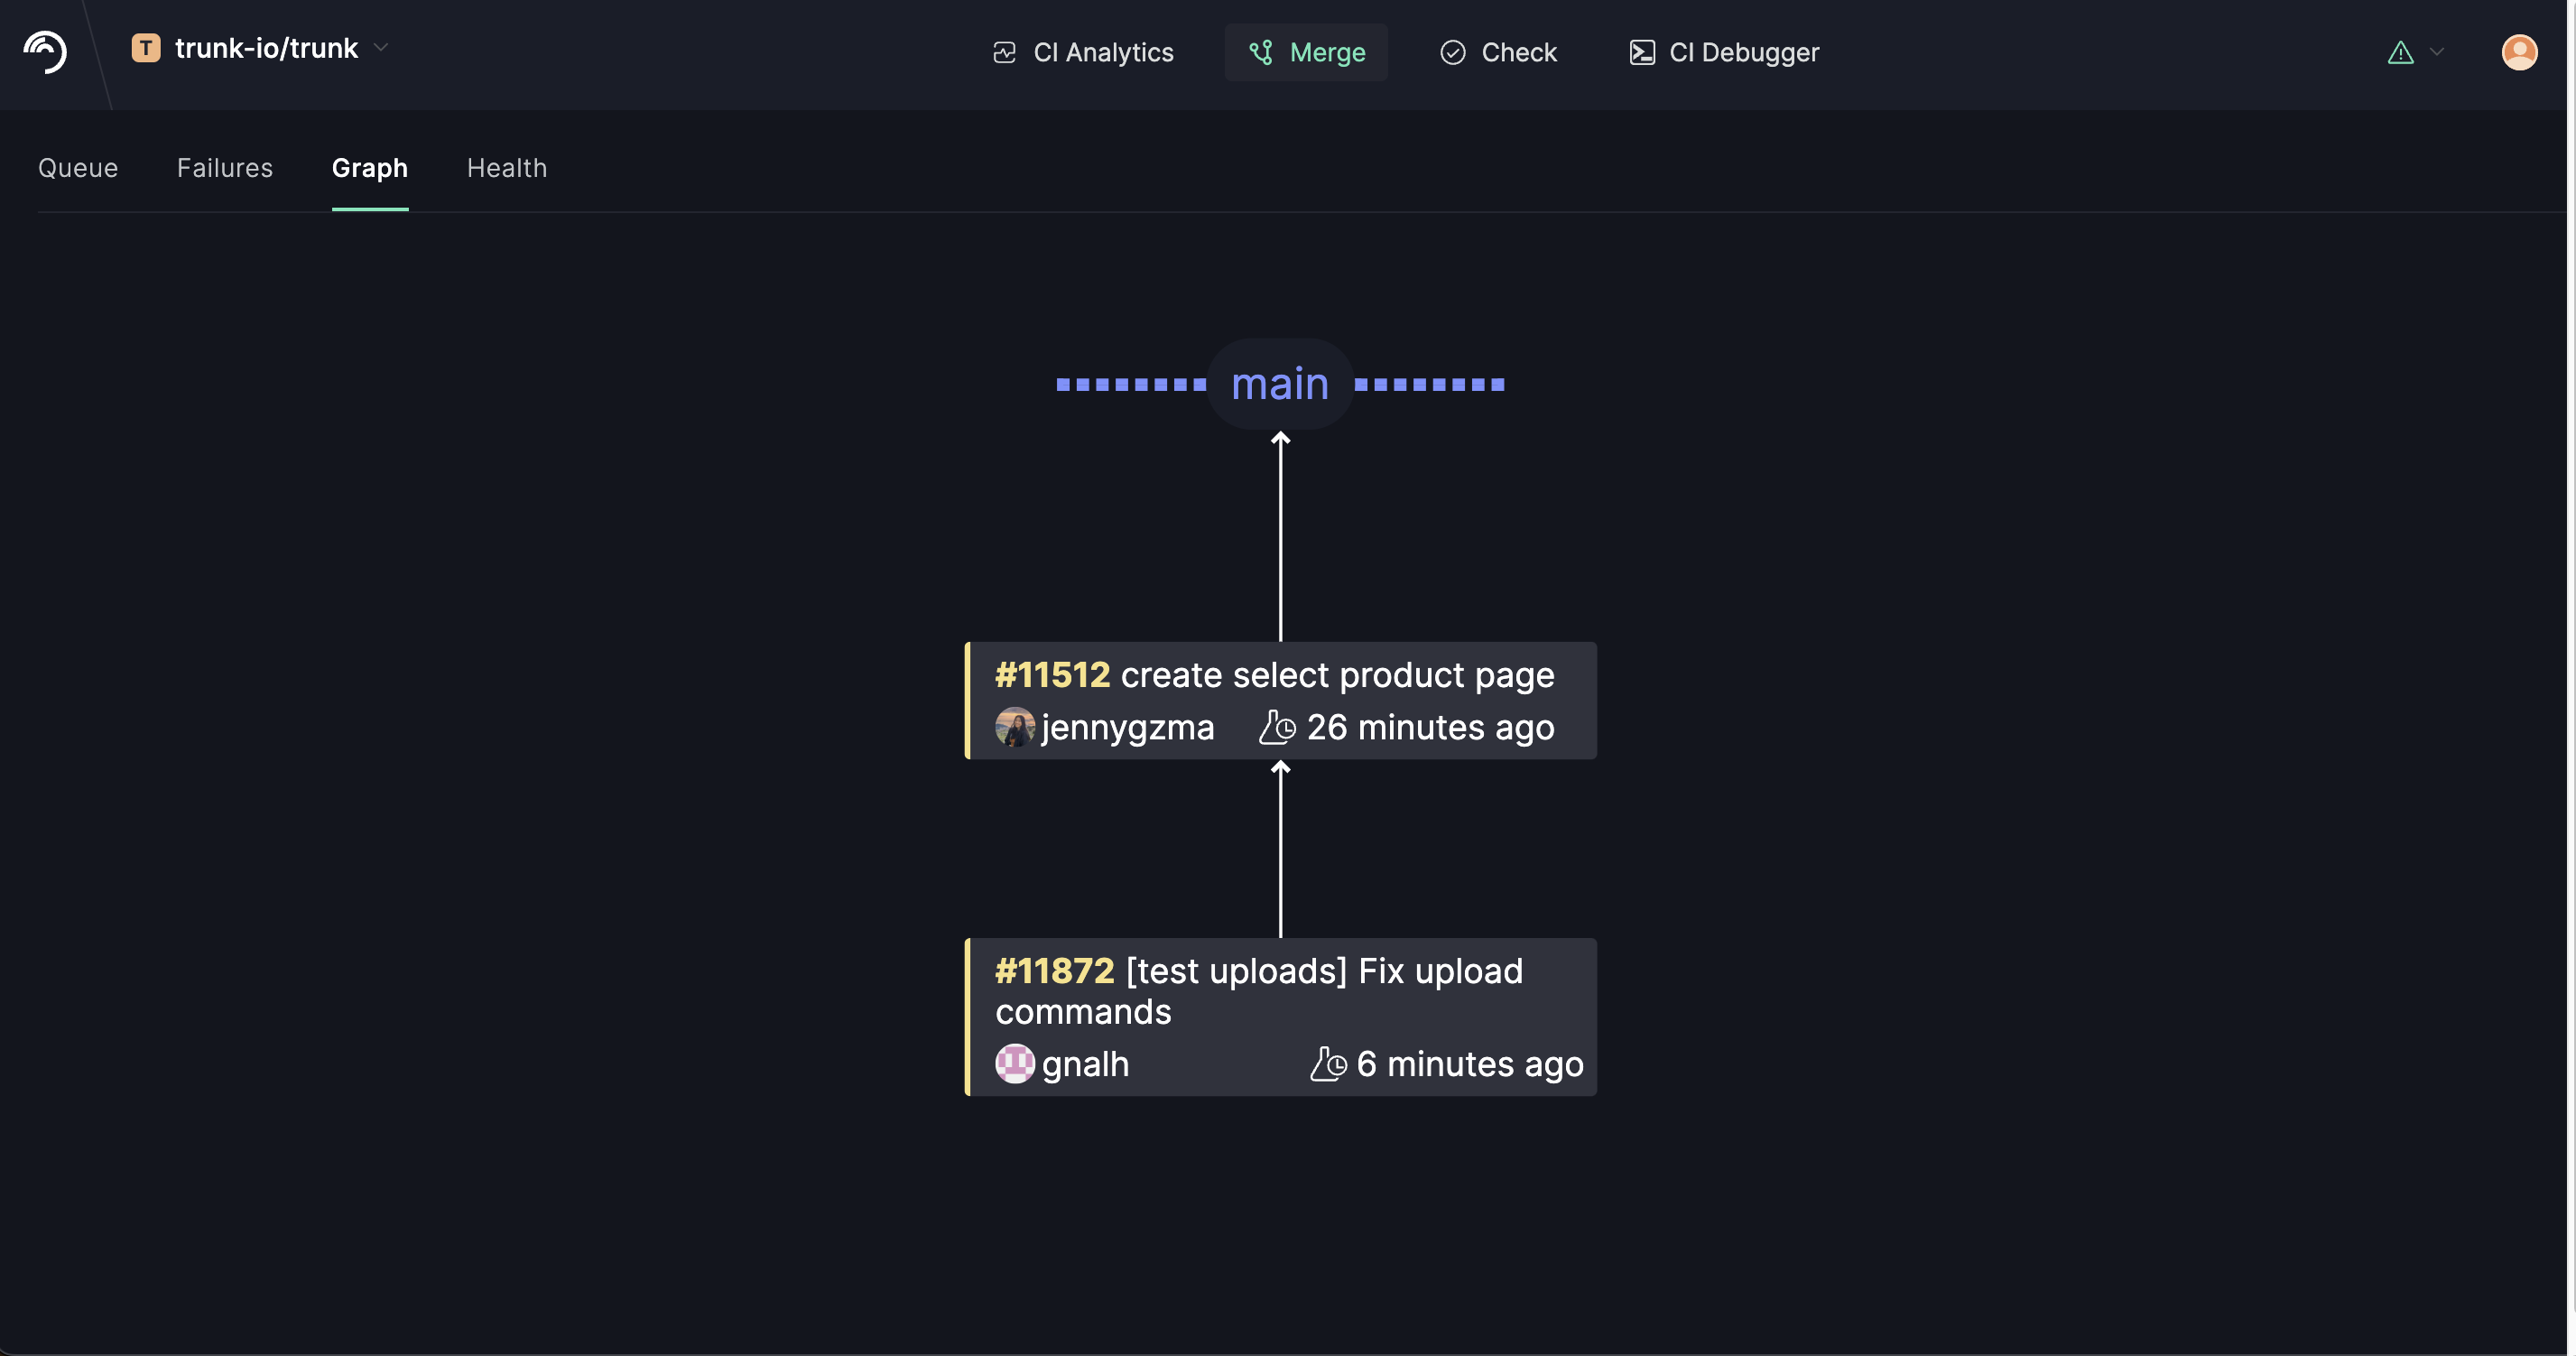 T trunk-io/trunk
CI Analytics
Merge
Check
CI Debugger
Queue
Failures
Graph
Health
main
#11512 create select product page
jennygzma 26 minutes ago
#11872 [test uploads] Fix upload
commands
gnalh 6 minutes ago